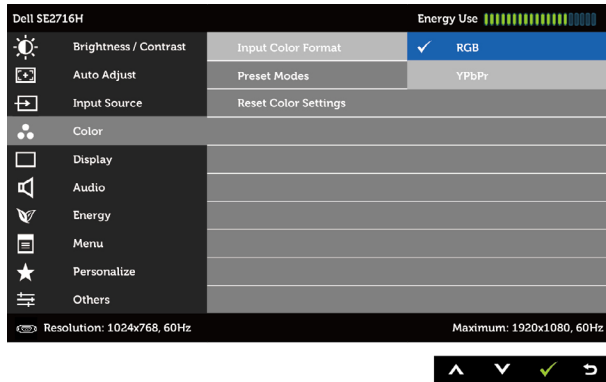 Dell SE2716H Energy Use
Brightness / Contrast Input Color Format RGB
Auto Adjust Preset Modes YPbPr
Input Source Reset Color Settings
Color
Display
Audio
Energy
Menu
Personalize
Others
Resolution: 1024x768, 60Hz Maximum: 1920x1080, 60Hz